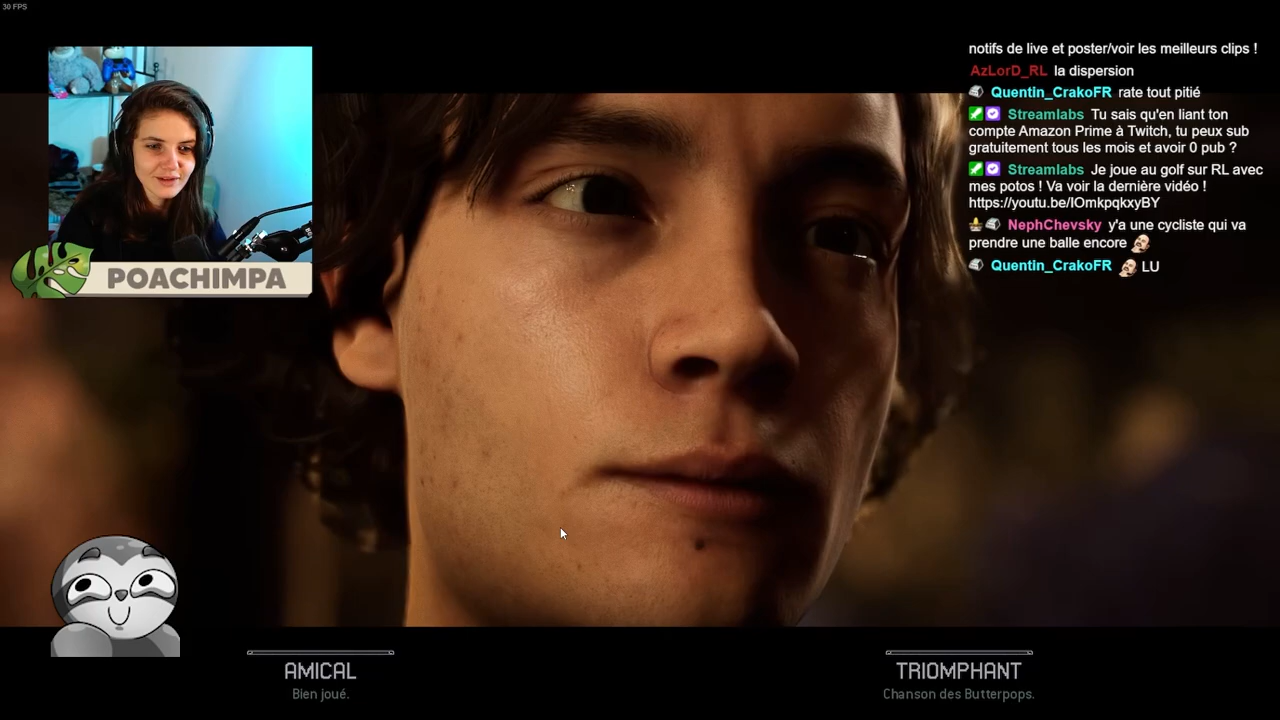 30 FPS
POACHIMPA
notifs de live et poster/voir les meilleurs clips !
AzLorD_RL la dispersion
Quentin_CrakoFR rate tout pitié
Streamlabs Tu sais qu'en liant ton
compte Amazon Prime à Twitch, tu peux sub
gratuitement tous les mois et avoir 0 pub ?
Streamlabs Je joue au golf sur RL avec
mes potos ! Va voir la dernière vidéo !
https://youtu.be/IOmkpqkxyBY
NephChevsky y'a une cycliste qui va
prendre une balle encore
Quentin_CrakoFR LU
AMICAL
Bien joué.
TRIOMPHANT
Chanson des Butterpops.